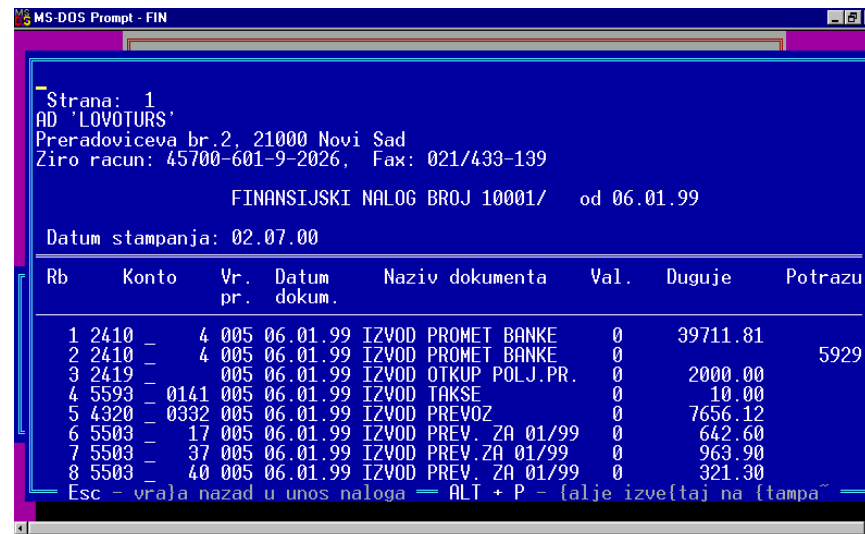 MS-DOS Prompt - FIN
Strana:  1
AD 'LOVOTURS'
Preradoviceva br.2, 21000 Novi Sad
Ziro racun: 45700-601-9-2026,  Fax: 021/433-139
FINANSIJSKI NALOG BROJ 10001/   od 06.01.99
Datum stampanja: 02.07.00
Rb     Konto    Vr.  Datum     Naziv dokumenta    Val.   Duguje     Potrazu
pr.  dokum.
1 2410 _    4 005 06.01.99 IZVOD PROMET BANKE    0     39711.81
2 2410 _    4 005 06.01.99 IZVOD PROMET BANKE    0                5929
3 2419 _      005 06.01.99 IZVOD OTKUP POLJ.PR.  0      2000.00
4 5593 _ 0141 005 06.01.99 IZVOD TAKSE           0        10.00
5 4320 _ 0332 005 06.01.99 IZVOD PREVOZ          0      7656.12
6 5503 _   17 005 06.01.99 IZVOD PREV. ZA 01/99  0       642.60
7 5503 _   37 005 06.01.99 IZVOD PREV.ZA 01/99   0       963.90
8 5503 _   40 005 06.01.99 IZVOD PREV. ZA 01/99  0       321.30
Esc - vra}a nazad u unos naloga ══ ALT + P - {alje izve{taj na {tampa~